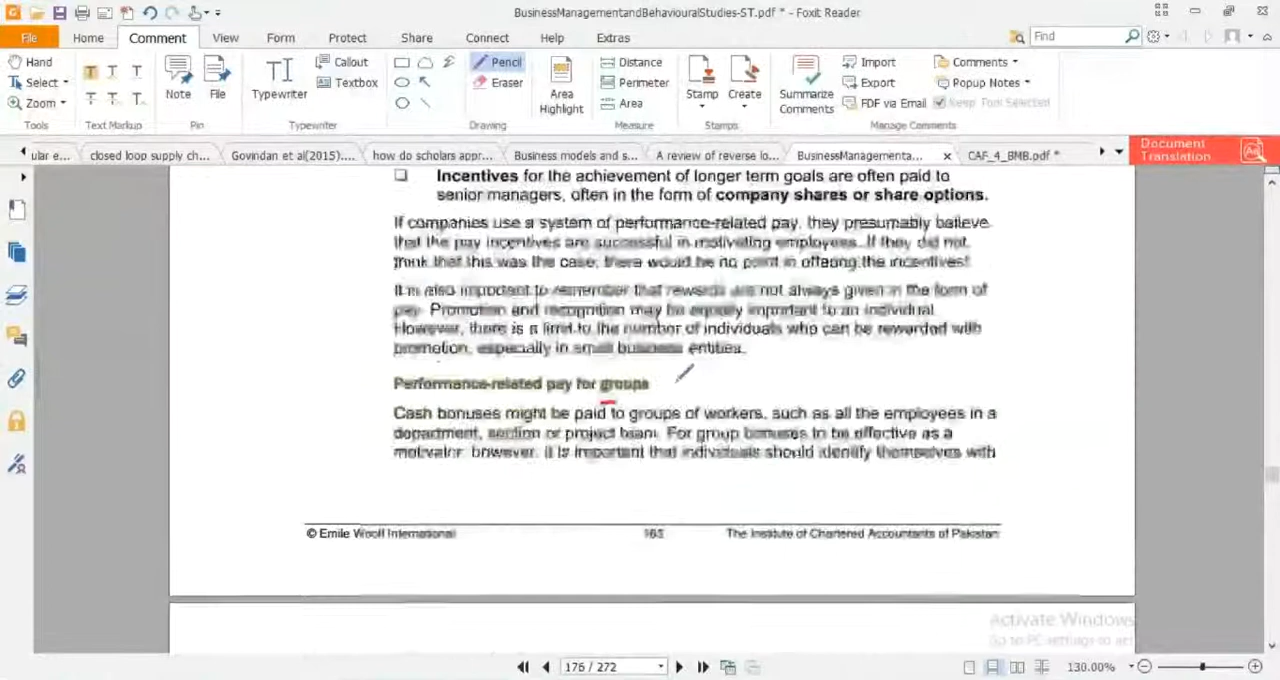 BusinessManagementandBehaviouralStudies-ST.pdf * - Foxit Reader
File Home Comment View Form Protect Share Connect Help Extras Find
Hand Callout Pencil Distance Import Comments
Select Note File Typewriter Textbox Eraser Area Highlight Perimeter Stamp Create Summarize Comments Export Popup Notes
Zoom Area FDF via Email Keep Tool Selected
Tools Text Markup Pin Typewriter Drawing Measure Stamps Manage Comments
ular e... closed loop supply ch... Govindan et al(2015).... how do scholars appr... Business models and s... A review of reverse lo... BusinessManagementa... CAF_4_BMB.pdf * Document Translation
Incentives for the achievement of longer term goals are often paid to
senior managers, often in the form of company shares or share options.
If companies use a system of performance-related pay, they presumably believe
that the pay incentives are successful in motivating employees. If they did not
think that this was the case, there would be no point in offering the incentives!
It is also important to remember that rewards are not always given in the form of
pay. Promotion and recognition may be equally important to an individual.
However, there is a limit to the number of individuals who can be rewarded with
promotion, especially in small business entities.
Performance-related pay for groups
Cash bonuses might be paid to groups of workers, such as all the employees in a
department, section or project team. For group bonuses to be effective as a
motivator, however, it is important that individuals should identify themselves with
© Emile Woolf International 163 The Institute of Chartered Accountants of Pakistan
Activate Windows
Go to PC settings to act
176 / 272 130.00%